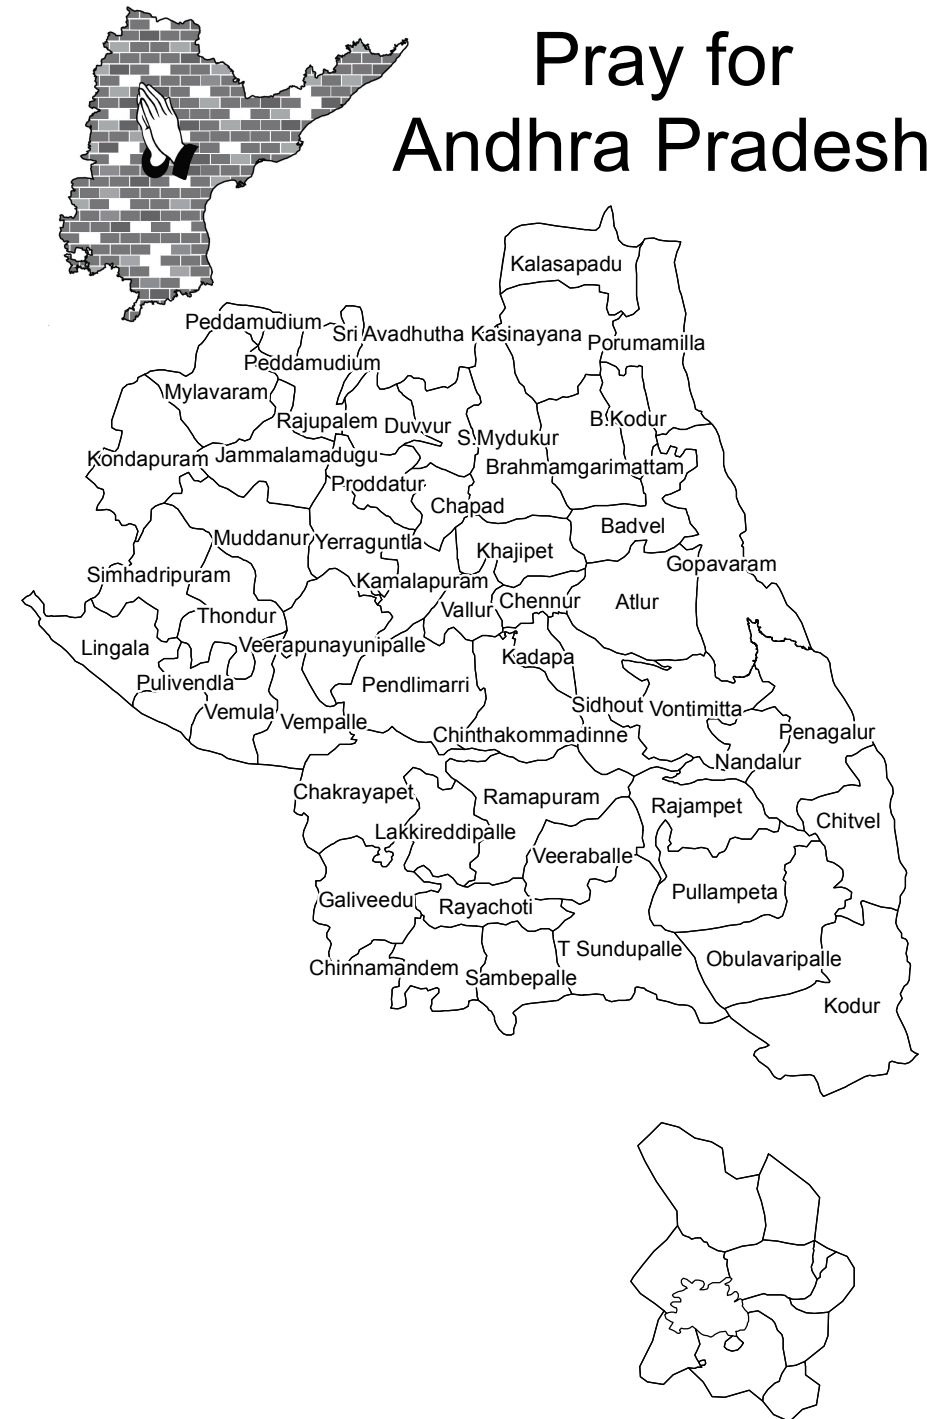 Pray for
Andhra Pradesh
Kalasapadu
Peddamudium
Sri Avadhutha Kasinayana
Porumamilla
Peddamudium
Mylavaram
Rajupalem
Duvvur
B.Kodur
S.Mydukur
Kondapuram
Jammalamadugu
Brahmamgarimattam
Proddatur
Chapad
Badvel
Muddanur
Yerraguntla
Khajipet
Gopavaram
Simhadripuram
Kamalapuram
Vallur
Chennur
Atlur
Thondur
Lingala
Veerapunayunipalle
Kadapa
Pulivendla
Pendlimarri
Vemula
Vempalle
Sidhout
Vontimitta
Chinthakommadinne
Penagalur
Nandalur
Chakrayapet
Ramapuram
Rajampet
Chitvel
Lakkireddipalle
Veeraballe
Galiveedu
Rayachoti
Pullampeta
T Sundupalle
Obulavaripalle
Chinnamandem
Sambepalle
Kodur